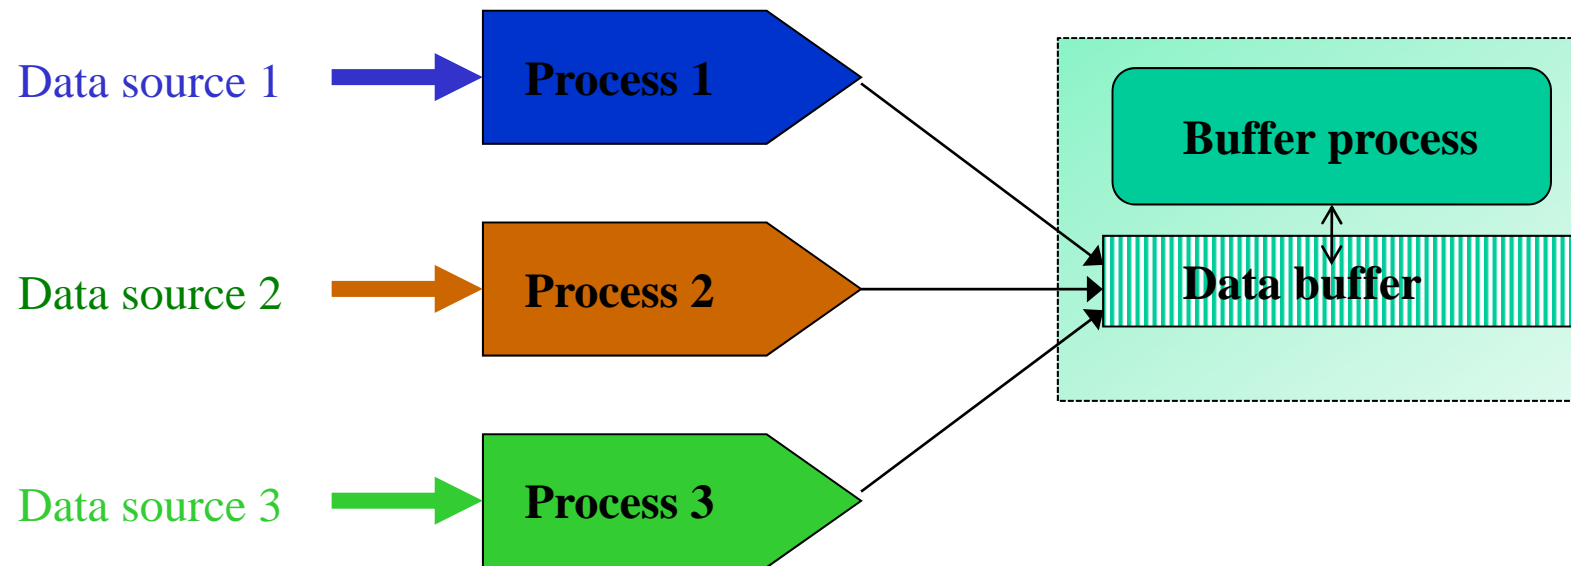 Data source 1
Process 1
Buffer process
Data source 2
Process 2
Data buffer
Data source 3
Process 3